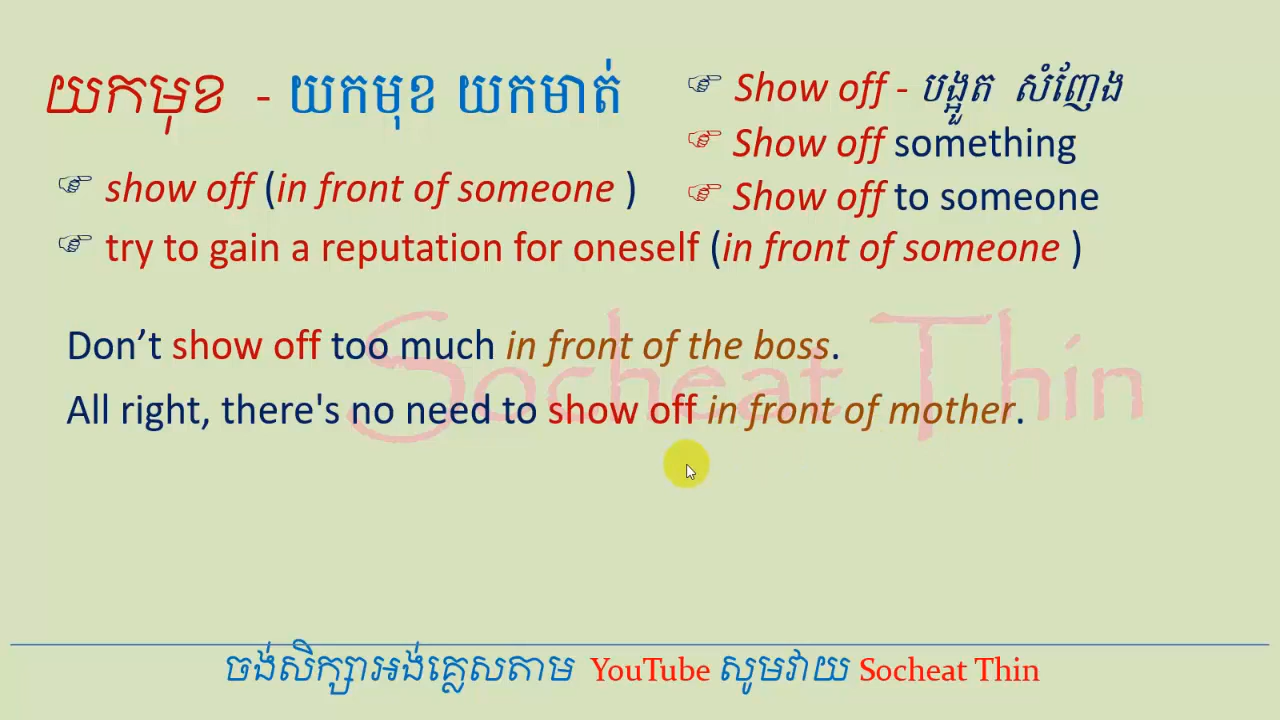 យកមុខ - យកមុខ យកមាត់
☞ show off (in front of someone )
☞ Show off - បង្អួត សំញែង
☞ Show off something
☞ Show off to someone
☞ try to gain a reputation for oneself (in front of someone )
Socheat Thin
Don’t show off too much in front of the boss.
All right, there's no need to show off in front of mother.
ចង់សិក្សាអង់គ្លេសតាម YouTube សូមវាយ Socheat Thin